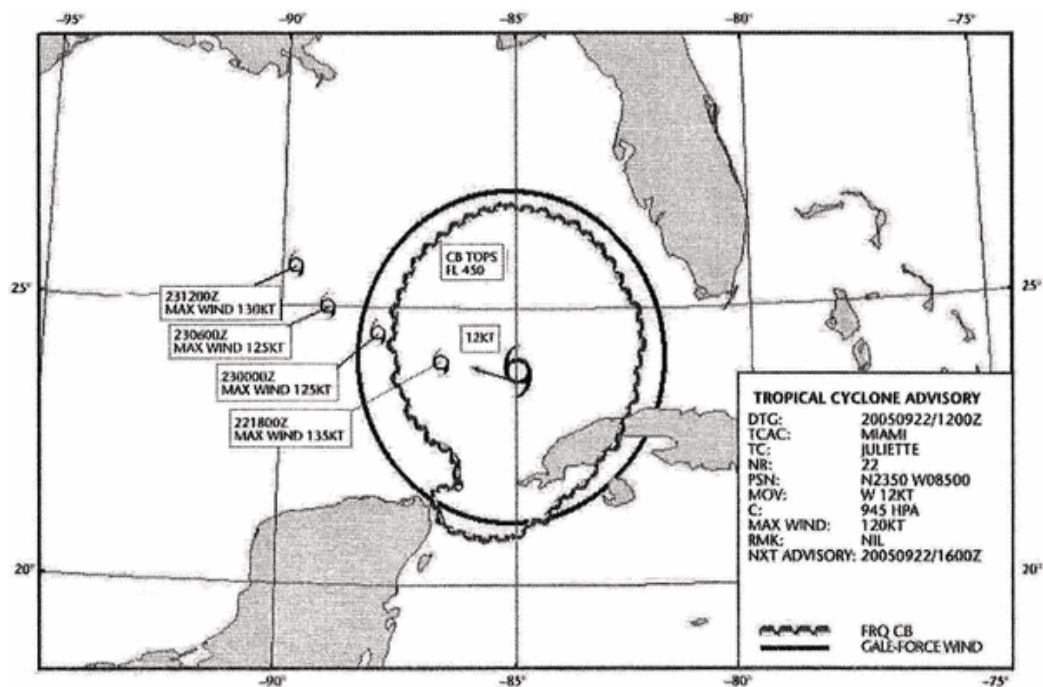 -95° -90° -85° -80° -75°
CB TOPS
FL 450
25° 25°
231200Z
MAX WIND 130KT
12KT
230600Z
MAX WIND 125KT
230000Z
MAX WIND 125KT
221800Z
MAX WIND 135KT
TROPICAL CYCLONE ADVISORY
DTG: 20050922/1200Z
TCAC: MIAMI
TC: JULIETTE
NR: 22
PSN: N2350 W08500
MOV: W 12KT
C: 945 HPA
MAX WIND: 120KT
RMK: NIL
NXT ADVISORY: 20050922/1600Z
20° 20°
FRQ CB
GALE-FORCE WIND
-90° -85° -80° -75°